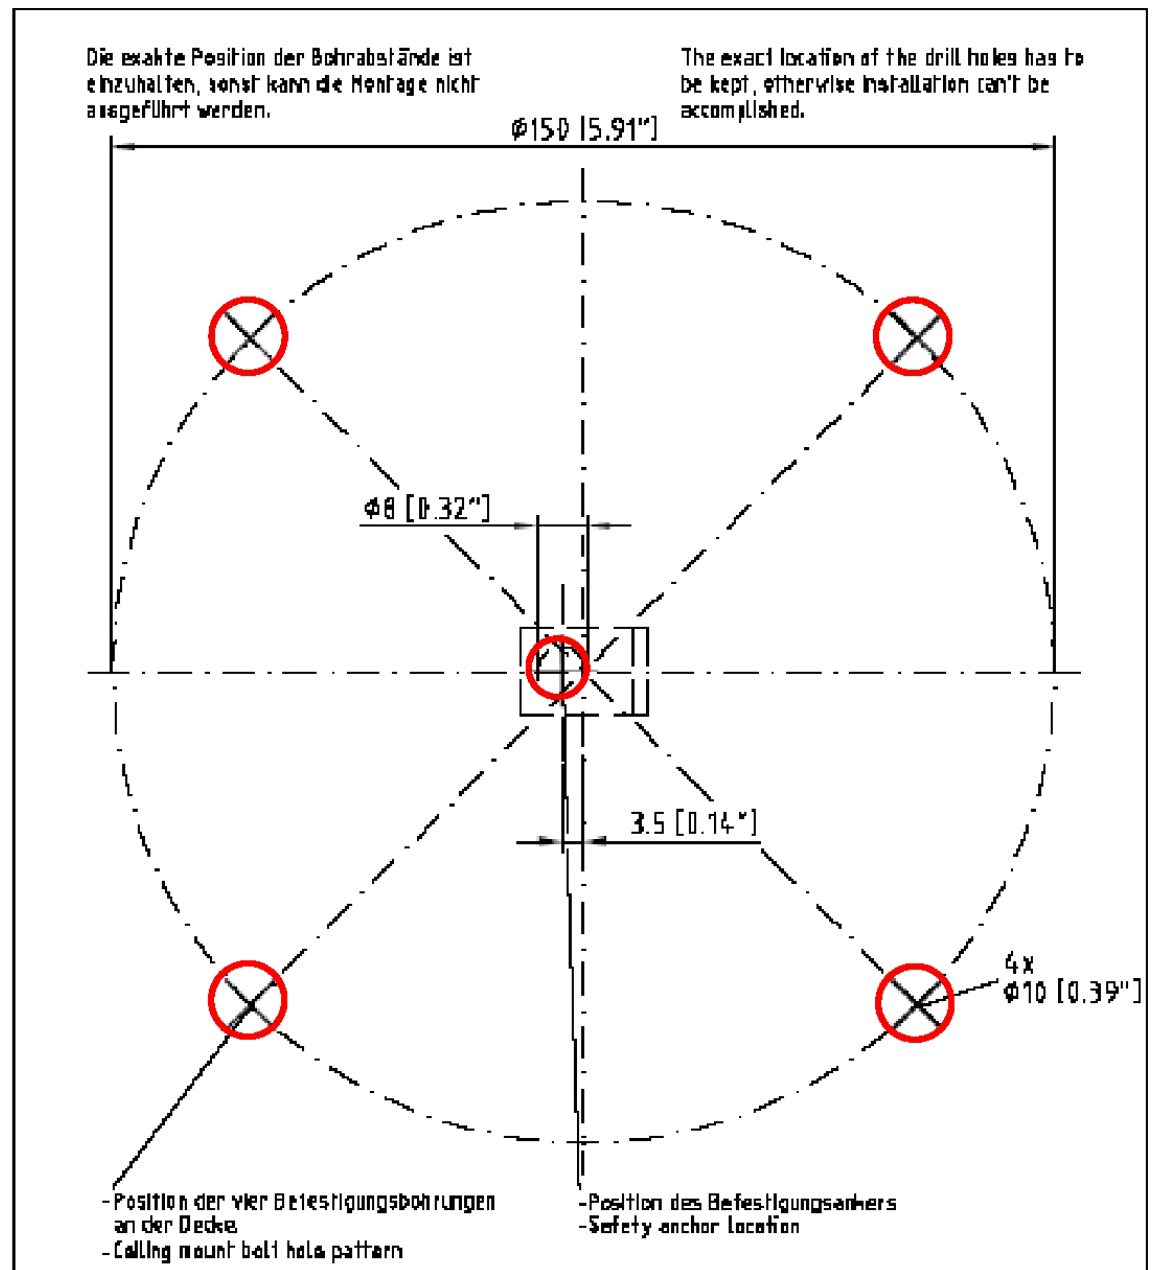 Die exakte Position der Bohrabstände ist
einzuhalten, sonst kann die Montage nicht
ausgeführt werden.
The exact location of the drill holes has to
be kept, otherwise installation can't be
accomplished.
Φ150 [5.91"]
Φ8 [0.32"]
3.5 [0.14"]
4x
Φ10 [0.39"]
-Position der vier Befestigungsbohrungen
an der Decke.
-Ceiling mount bolt hole pattern
-Position des Befestigungsankers
-Safety anchor location